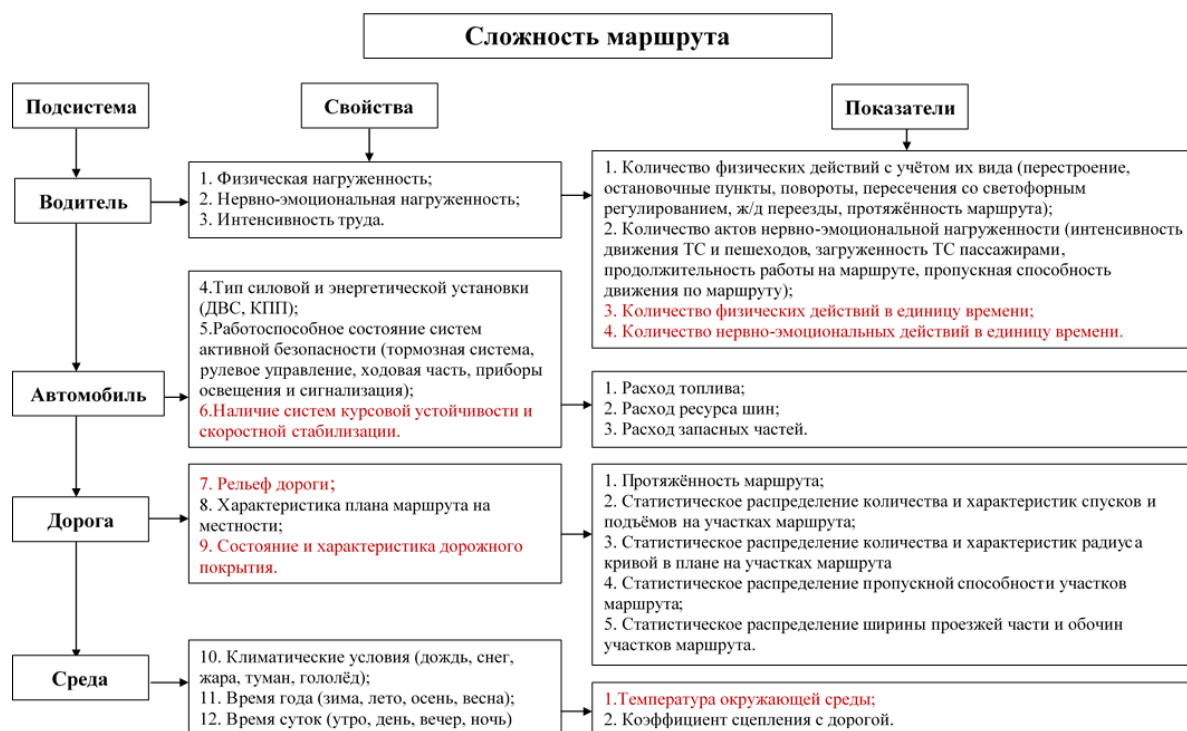 Сложность маршрута
Подсистема
Свойства
Показатели
Водитель
1. Физическая нагруженность;
2. Нервно-эмоциональная нагруженность;
3. Интенсивность труда.
1. Количество физических действий с учётом их вида (перестроение,
остановочные пункты, повороты, пересечения со светофорным
регулированием, ж/д переезды, протяжённость маршрута);
2. Количество актов нервно-эмоциональной нагруженности (интенсивность
движения ТС и пешеходов, загруженность ТС пассажирами,
продолжительность работы на маршруте, пропускная способность
движения по маршруту);
3. Количество физических действий в единицу времени;
4. Количество нервно-эмоциональных действий в единицу времени.
Автомобиль
4.Тип силовой и энергетической установки
(ДВС, КПП);
5.Работоспособное состояние систем
активной безопасности (тормозная система,
рулевое управление, ходовая часть, приборы
освещения и сигнализация);
6.Наличие систем курсовой устойчивости и
скоростной стабилизации.
1. Расход топлива;
2. Расход ресурса шин;
3. Расход запасных частей.
Дорога
7. Рельеф дороги;
8. Характеристика плана маршрута на
местности;
9. Состояние и характеристика дорожного
покрытия.
1. Протяжённость маршрута;
2. Статистическое распределение количества и характеристик спусков и
подъёмов на участках маршрута;
3. Статистическое распределение количества и характеристик радиуса
кривой в плане на участках маршрута
4. Статистическое распределение пропускной способности участков
маршрута;
5. Статистическое распределение ширины проезжей части и обочин
участков маршрута.
Среда
10. Климатические условия (дождь, снег,
жара, туман, гололёд);
11. Время года (зима, лето, осень, весна);
12. Время суток (утро, день, вечер, ночь)
1.Температура окружающей среды;
2. Коэффициент сцепления с дорогой.